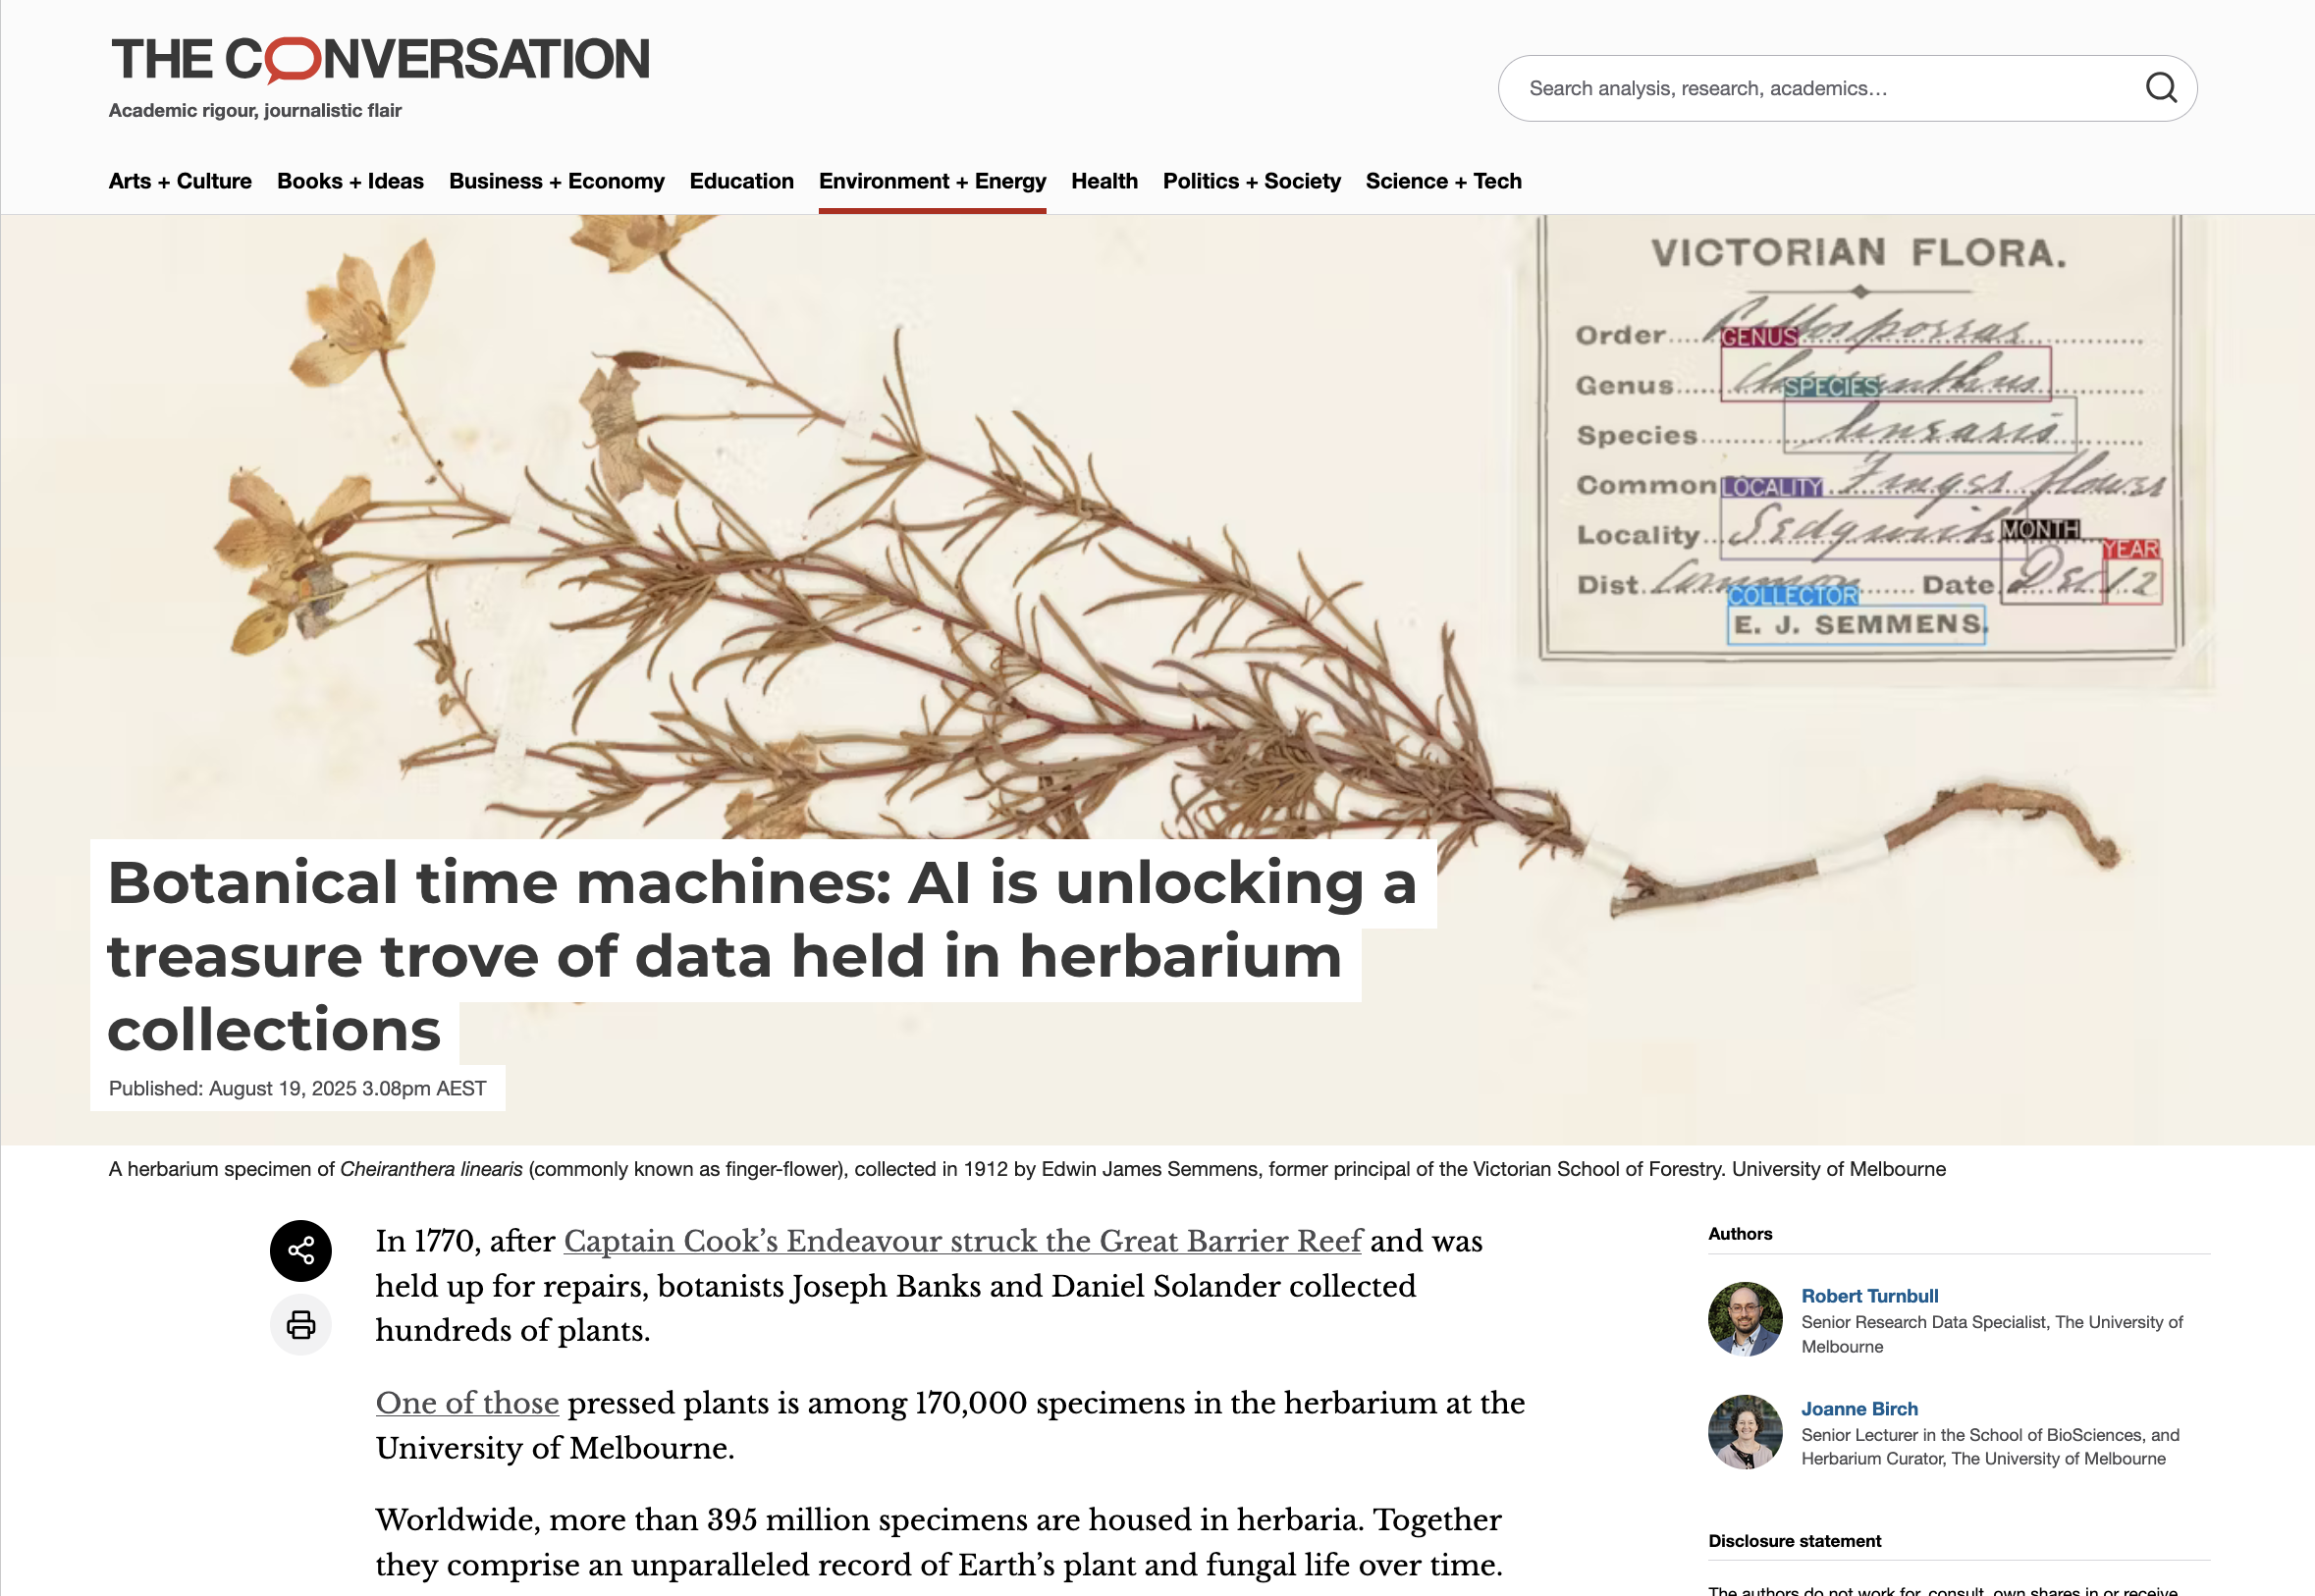 THE CONVERSATION
Academic rigour, journalistic flair
Search analysis, research, academics...
Arts + Culture Books + Ideas Business + Economy Education Environment + Energy Health Politics + Society Science + Tech
VICTORIAN FLORA.
Order
GENUS
Genus
SPECIES
Species linearis
Common Finger flower
LOCALITY
Locality Sedgwick
MONTH
YEAR
Dist. Common Date Dec 12
COLLECTOR
E. J. SEMMENS.
Botanical time machines: AI is unlocking a
treasure trove of data held in herbarium
collections
Published: August 19, 2025 3.08pm AEST
A herbarium specimen of Cheiranthera linearis (commonly known as finger-flower), collected in 1912 by Edwin James Semmens, former principal of the Victorian School of Forestry. University of Melbourne
In 1770, after Captain Cook’s Endeavour struck the Great Barrier Reef and was
held up for repairs, botanists Joseph Banks and Daniel Solander collected
hundreds of plants.
One of those pressed plants is among 170,000 specimens in the herbarium at the
University of Melbourne.
Worldwide, more than 395 million specimens are housed in herbaria. Together
they comprise an unparalleled record of Earth’s plant and fungal life over time.
Authors
Robert Turnbull
Senior Research Data Specialist, The University of
Melbourne
Joanne Birch
Senior Lecturer in the School of BioSciences, and
Herbarium Curator, The University of Melbourne
Disclosure statement
The authors do not work for, consult, own shares in or receive